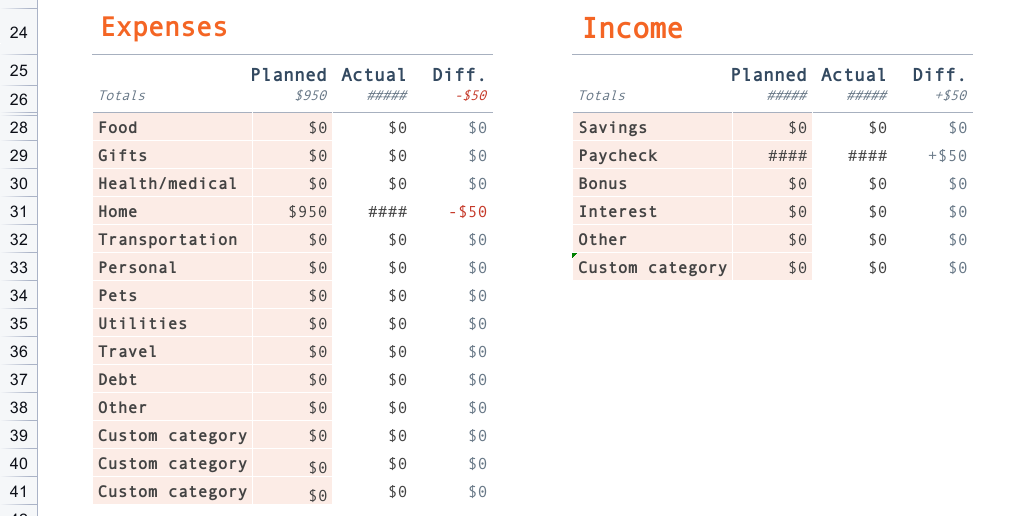 24 Expenses Income
25 Planned Actual Diff. Planned Actual Diff.
26 Totals $950 ##### -$50 Totals ##### ##### +$50
28 Food $0 $0 $0 Savings $0 $0 $0
29 Gifts $0 $0 $0 Paycheck #### #### +$50
30 Health/medical $0 $0 $0 Bonus $0 $0 $0
31 Home $950 #### -$50 Interest $0 $0 $0
32 Transportation $0 $0 $0 Other $0 $0 $0
33 Personal $0 $0 $0 Custom category $0 $0 $0
34 Pets $0 $0 $0
35 Utilities $0 $0 $0
36 Travel $0 $0 $0
37 Debt $0 $0 $0
38 Other $0 $0 $0
39 Custom category $0 $0 $0
40 Custom category $0 $0 $0
41 Custom category $0 $0 $0